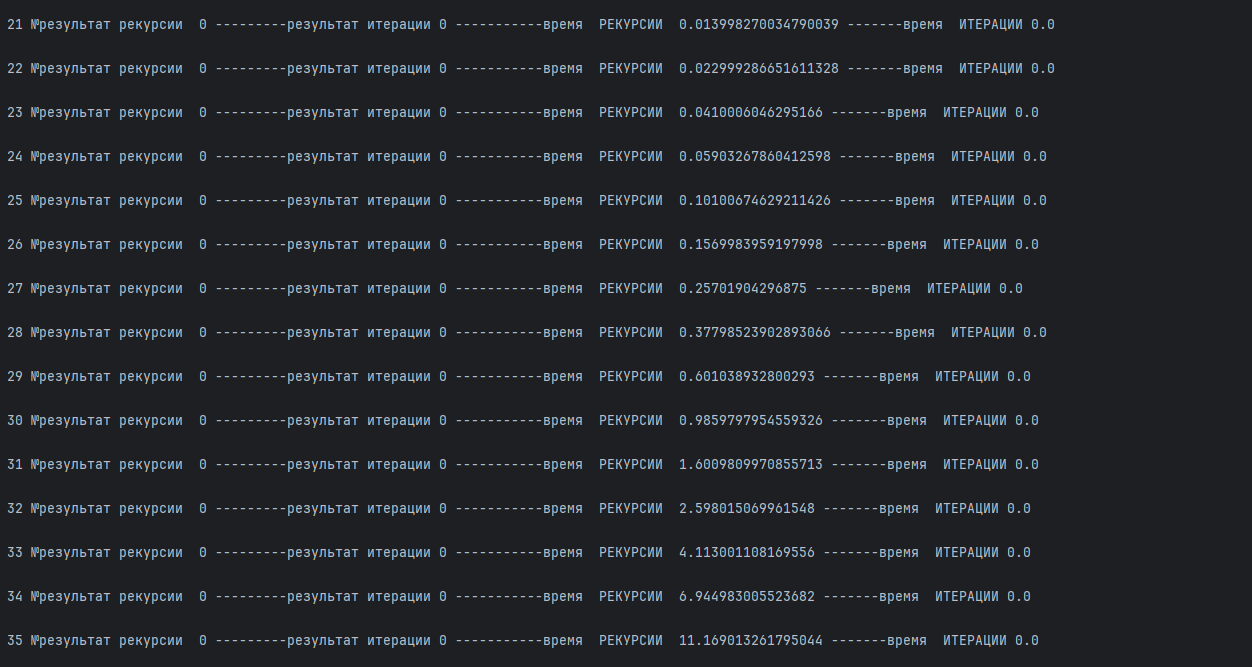 21 №результат рекурсии  0 ---------результат итерации 0 -----------время  РЕКУРСИИ  0.013998270034790039 -------время  ИТЕРАЦИИ 0.0
22 №результат рекурсии  0 ---------результат итерации 0 -----------время  РЕКУРСИИ  0.022999286651611328 -------время  ИТЕРАЦИИ 0.0
23 №результат рекурсии  0 ---------результат итерации 0 -----------время  РЕКУРСИИ  0.0410006046295166 -------время  ИТЕРАЦИИ 0.0
24 №результат рекурсии  0 ---------результат итерации 0 -----------время  РЕКУРСИИ  0.05903267860412598 -------время  ИТЕРАЦИИ 0.0
25 №результат рекурсии  0 ---------результат итерации 0 -----------время  РЕКУРСИИ  0.10100674629211426 -------время  ИТЕРАЦИИ 0.0
26 №результат рекурсии  0 ---------результат итерации 0 -----------время  РЕКУРСИИ  0.1569983959197998 -------время  ИТЕРАЦИИ 0.0
27 №результат рекурсии  0 ---------результат итерации 0 -----------время  РЕКУРСИИ  0.25701904296875 -------время  ИТЕРАЦИИ 0.0
28 №результат рекурсии  0 ---------результат итерации 0 -----------время  РЕКУРСИИ  0.37798523902893066 -------время  ИТЕРАЦИИ 0.0
29 №результат рекурсии  0 ---------результат итерации 0 -----------время  РЕКУРСИИ  0.601038932800293 -------время  ИТЕРАЦИИ 0.0
30 №результат рекурсии  0 ---------результат итерации 0 -----------время  РЕКУРСИИ  0.9859797954559326 -------время  ИТЕРАЦИИ 0.0
31 №результат рекурсии  0 ---------результат итерации 0 -----------время  РЕКУРСИИ  1.6009809970855713 -------время  ИТЕРАЦИИ 0.0
32 №результат рекурсии  0 ---------результат итерации 0 -----------время  РЕКУРСИИ  2.598015069961548 -------время  ИТЕРАЦИИ 0.0
33 №результат рекурсии  0 ---------результат итерации 0 -----------время  РЕКУРСИИ  4.113001108169556 -------время  ИТЕРАЦИИ 0.0
34 №результат рекурсии  0 ---------результат итерации 0 -----------время  РЕКУРСИИ  6.944983005523682 -------время  ИТЕРАЦИИ 0.0
35 №результат рекурсии  0 ---------результат итерации 0 -----------время  РЕКУРСИИ  11.169013261795044 -------время  ИТЕРАЦИИ 0.0